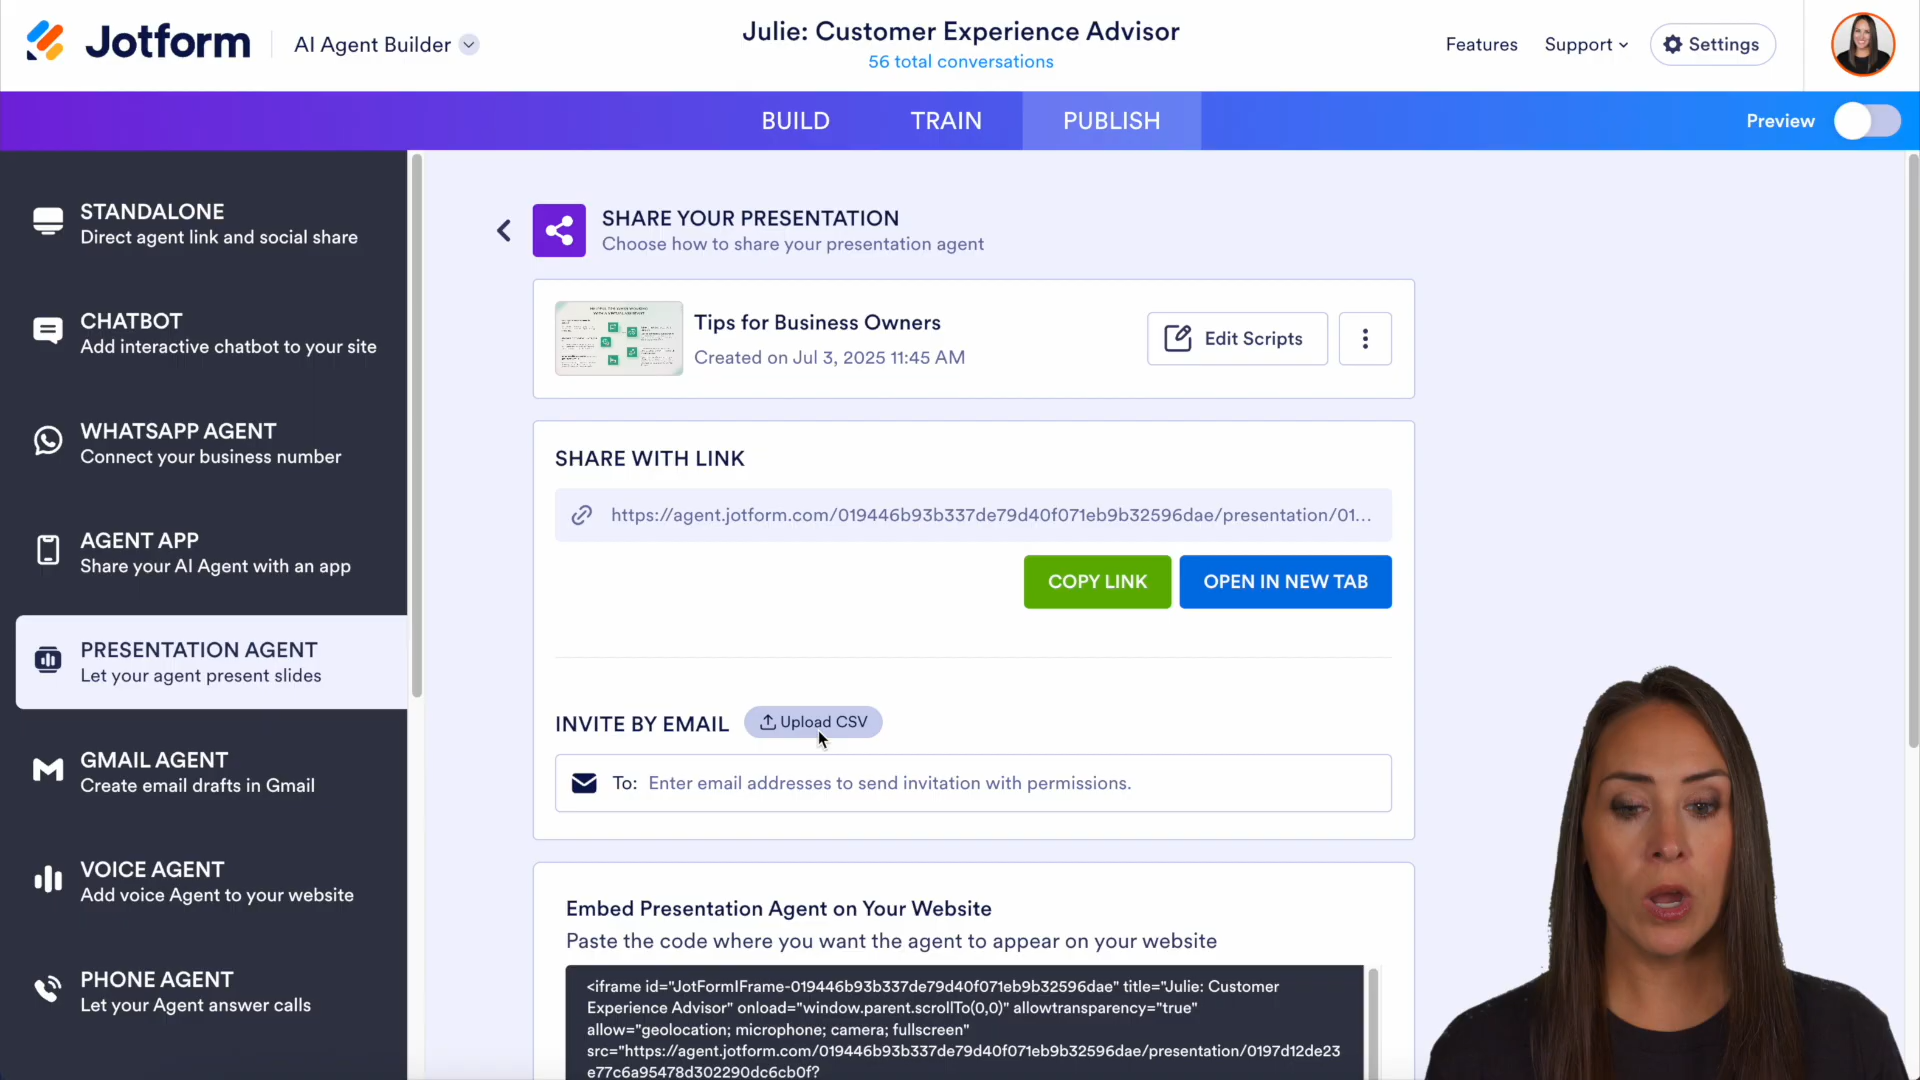 Jotform
AI Agent Builder
Julie: Customer Experience Advisor
56 total conversations
Features
Support
Settings
BUILD
TRAIN
PUBLISH
Preview
STANDALONE
Direct agent link and social share
CHATBOT
Add interactive chatbot to your site
WHATSAPP AGENT
Connect your business number
AGENT APP
Share your AI Agent with an app
PRESENTATION AGENT
Let your agent present slides
GMAIL AGENT
Create email drafts in Gmail
VOICE AGENT
Add voice Agent to your website
PHONE AGENT
Let your Agent answer calls
SHARE YOUR PRESENTATION
Choose how to share your presentation agent
Tips for Business Owners
Created on Jul 3, 2025 11:45 AM
Edit Scripts
SHARE WITH LINK
https://agent.jotform.com/019446b93b337de79d40f071eb9b32596dae/presentation/01...
COPY LINK
OPEN IN NEW TAB
INVITE BY EMAIL
Upload CSV
To: Enter email addresses to send invitation with permissions.
Embed Presentation Agent on Your Website
Paste the code where you want the agent to appear on your website
<iframe id="JotFormIFrame-019446b93b337de79d40f071eb9b32596dae" title="Julie: Customer
Experience Advisor" onload="window.parent.scrollTo(0,0)" allowtransparency="true"
allow="geolocation; microphone; camera; fullscreen"
src="https://agent.jotform.com/019446b93b337de79d40f071eb9b32596dae/presentation/0197d12de23
e77c6a95478d302290dc6cb0f?